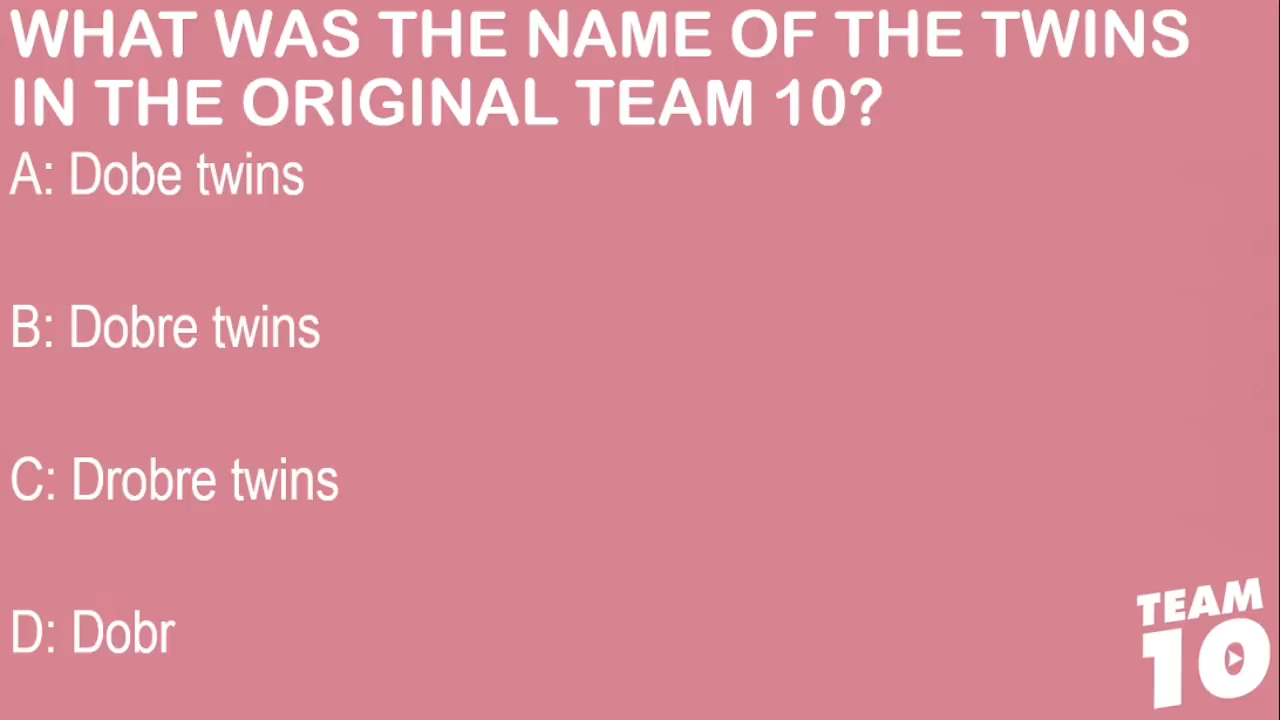 WHAT WAS THE NAME OF THE TWINS
IN THE ORIGINAL TEAM 10?
A: Dobe twins
B: Dobre twins
C: Drobre twins
D: Dobr
TEAM
10